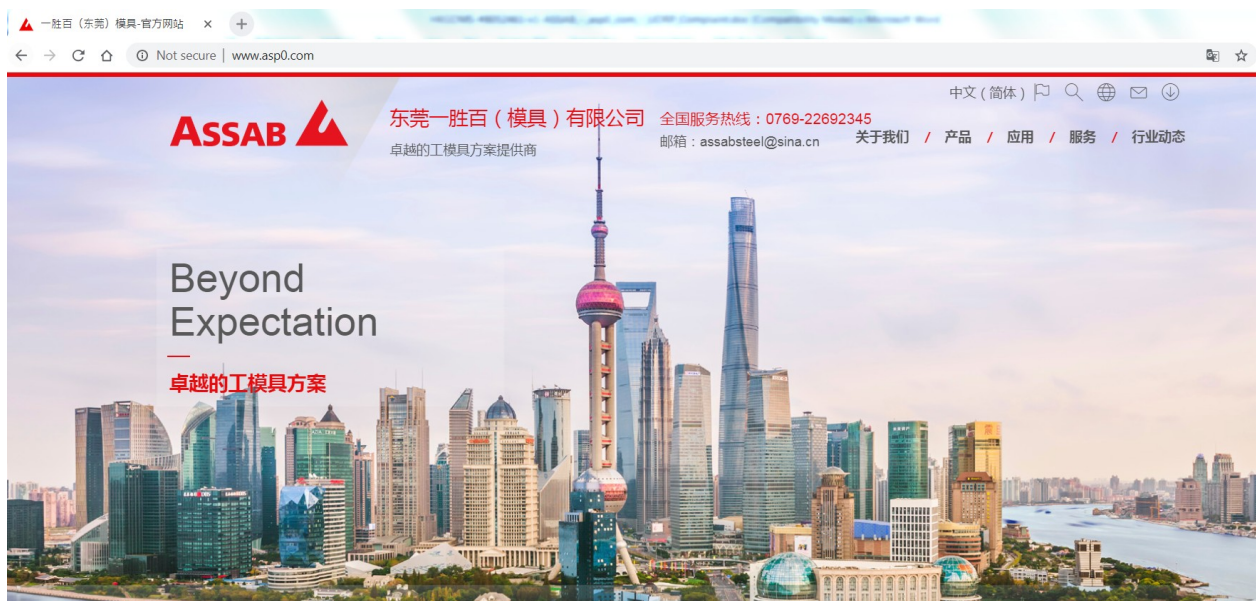 一胜百（东莞）模具-官方网站
Not secure | www.asp0.com
中文 ( 简体 )
ASSAB
东莞一胜百（模具）有限公司
卓越的工模具方案提供商
全国服务热线：0769-22692345
邮箱：assabsteel@sina.cn
关于我们 / 产品 / 应用 / 服务 / 行业动态
Beyond
Expectation
卓越的工模具方案